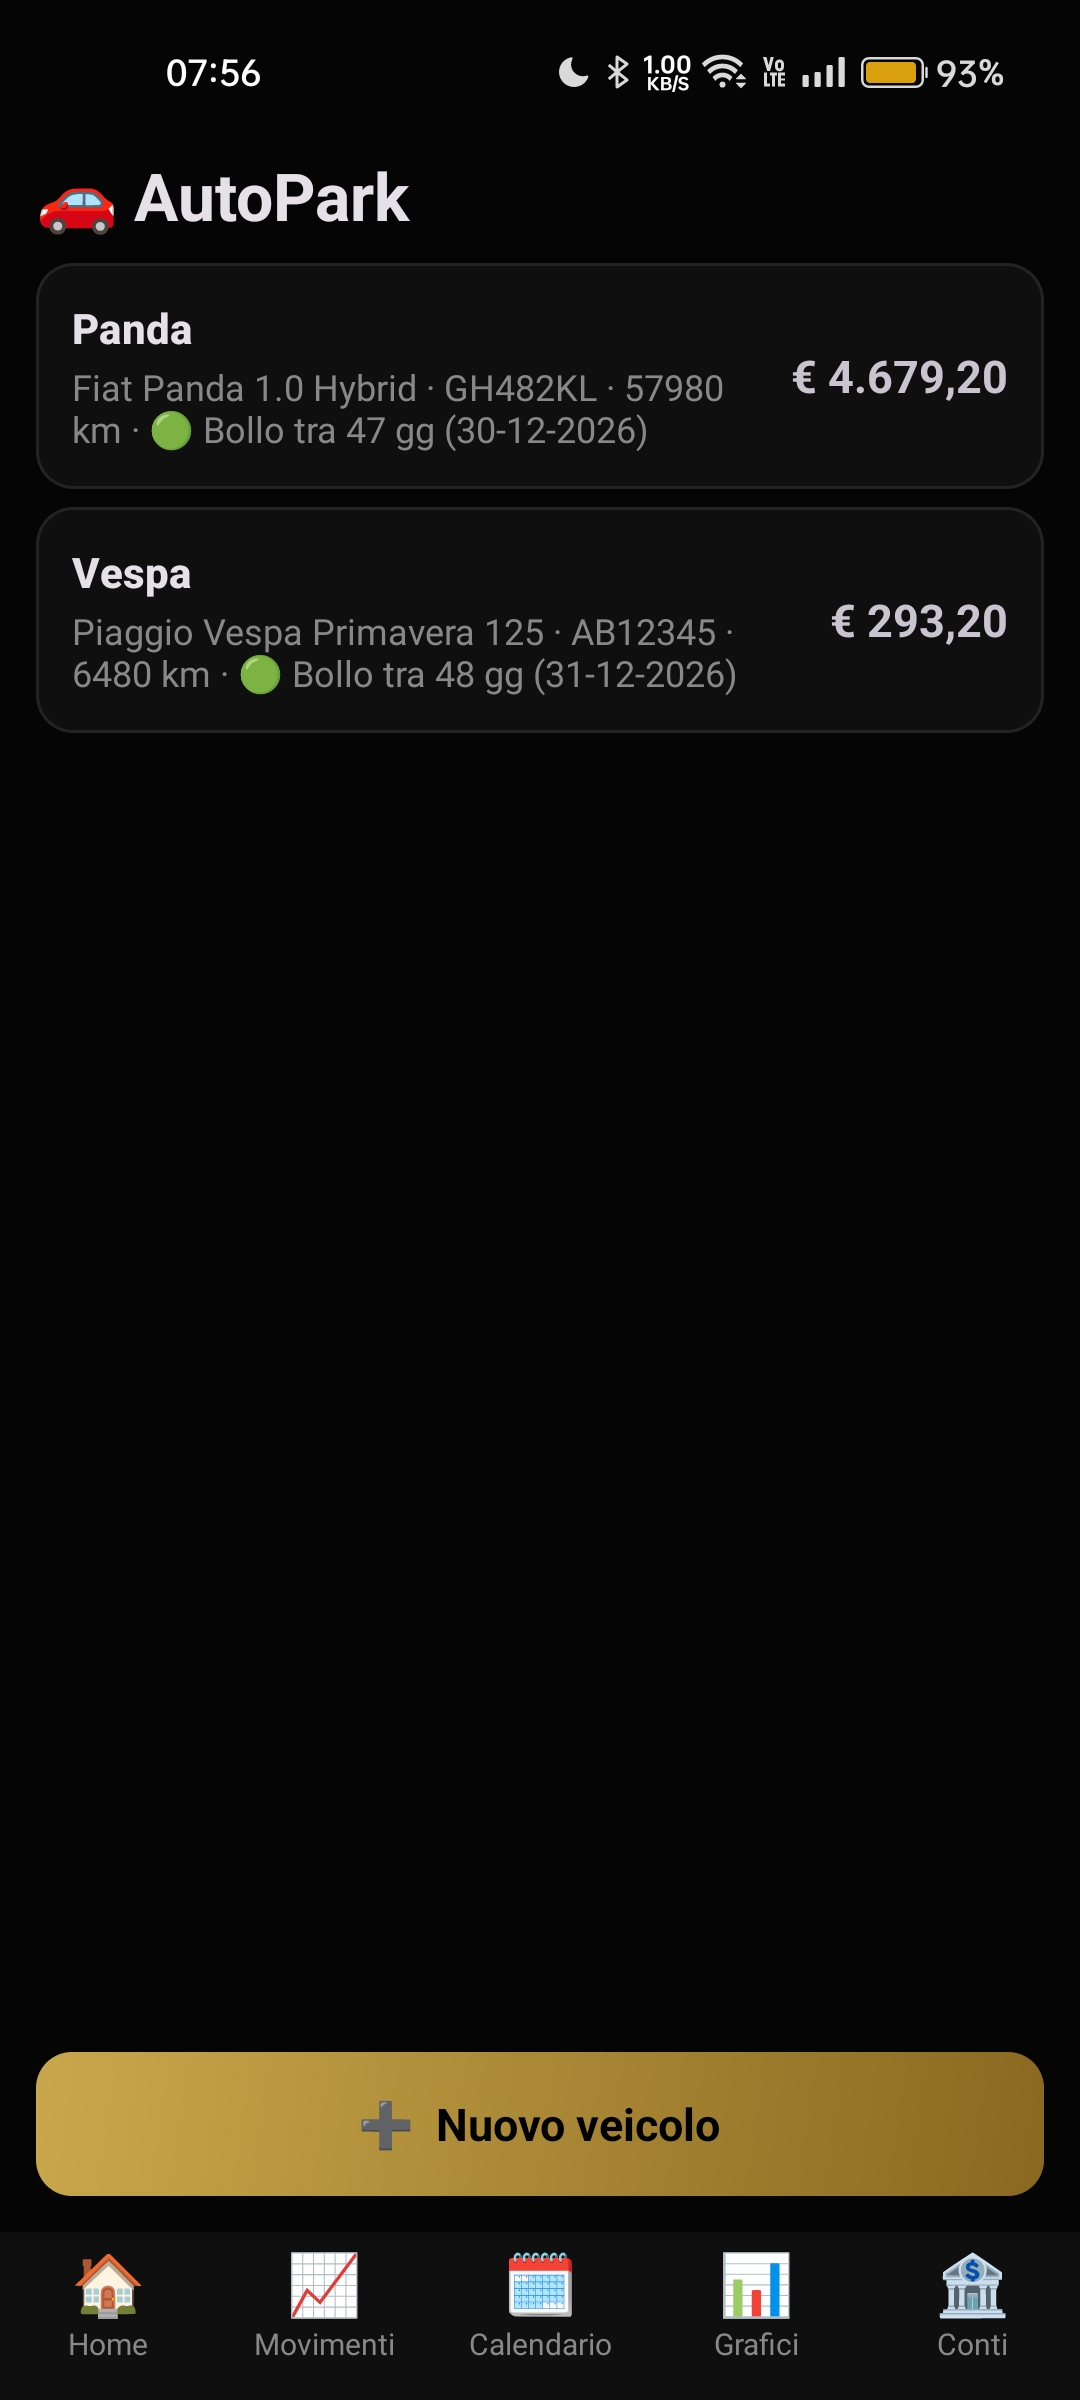 07:56
1.00 KB/S
Vo LTE
93%
AutoPark
Panda
Fiat Panda 1.0 Hybrid · GH482KL · 57980
km · Bollo tra 47 gg (30-12-2026)
€ 4.679,20
Vespa
Piaggio Vespa Primavera 125 · AB12345 ·
6480 km · Bollo tra 48 gg (31-12-2026)
€ 293,20
Nuovo veicolo
Home
Movimenti
Calendario
Grafici
Conti